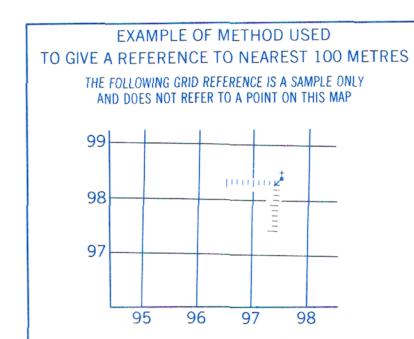 EXAMPLE OF METHOD USED
TO GIVE A REFERENCE TO NEAREST 100 METRES
THE FOLLOWING GRID REFERENCE IS A SAMPLE ONLY
AND DOES NOT REFER TO A POINT ON THIS MAP
99
98
97
95 96 97 98